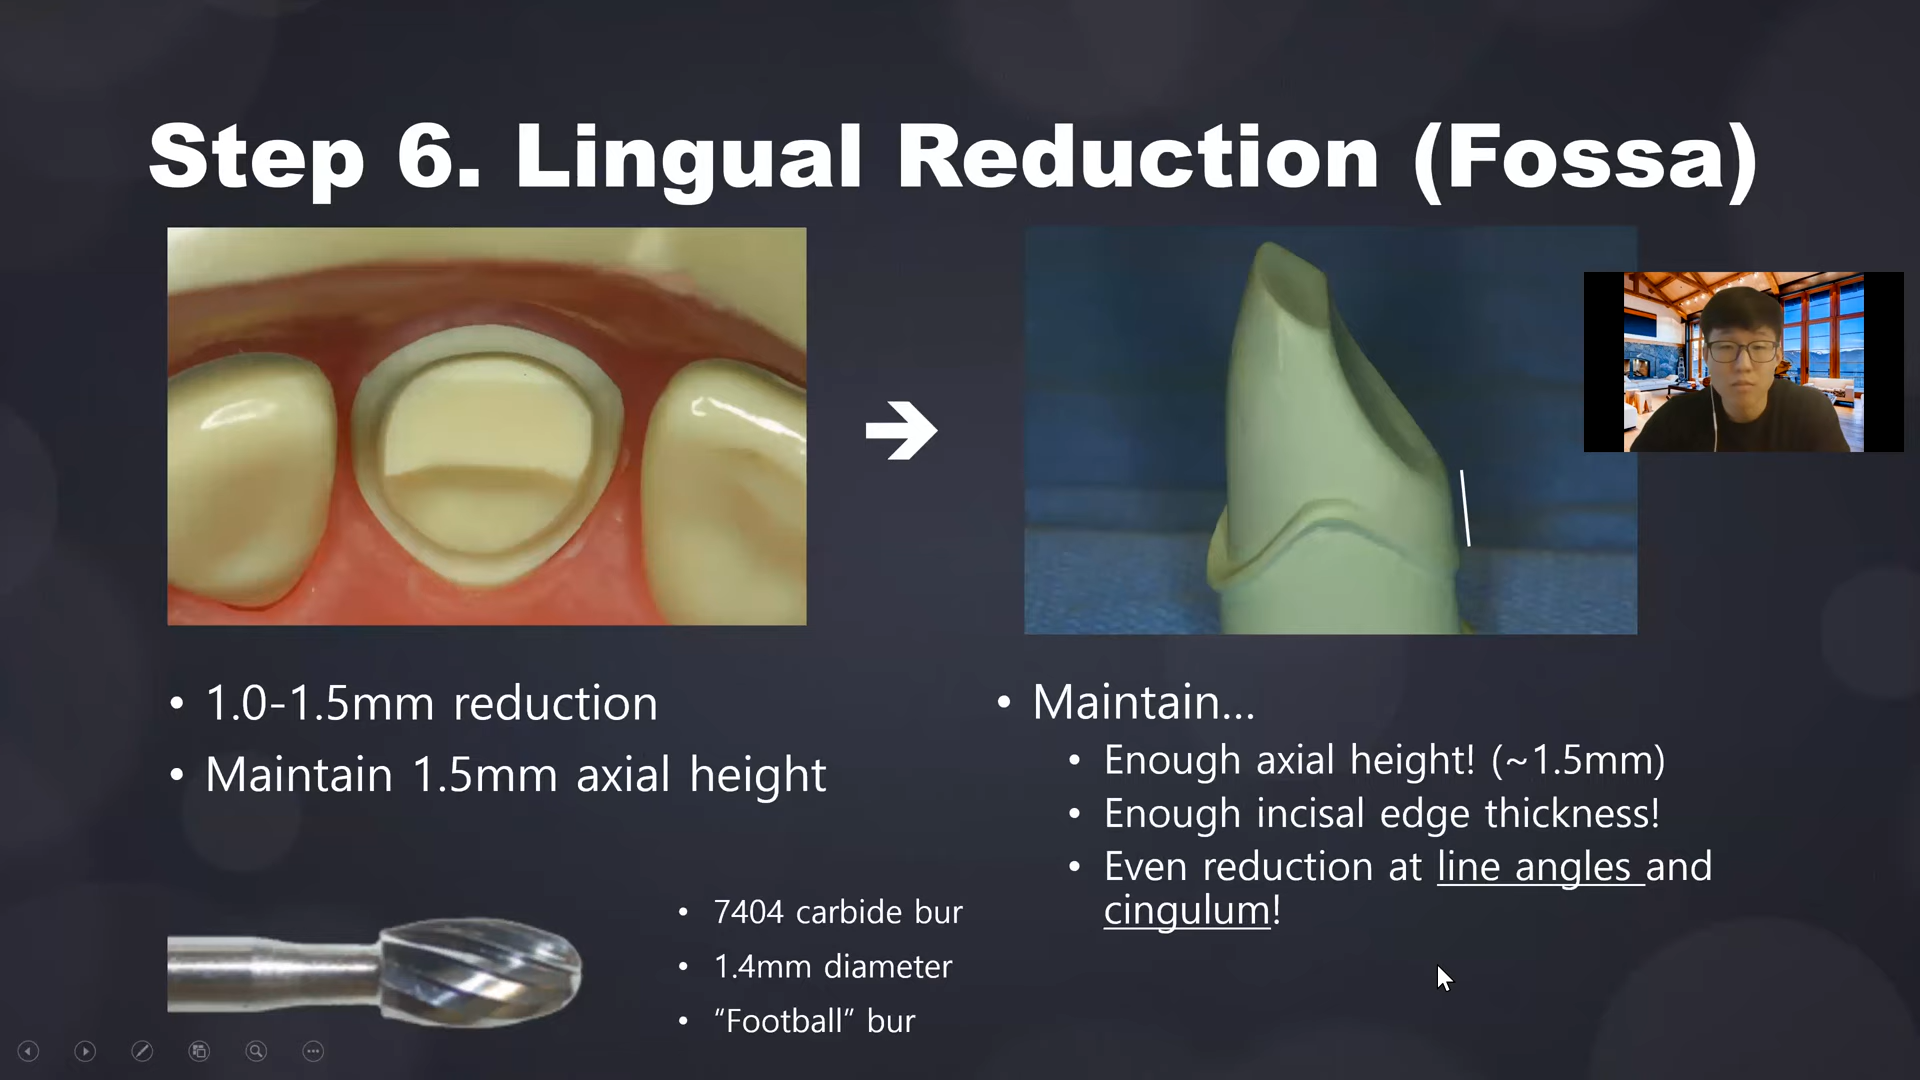 Step 6. Lingual Reduction (Fossa)
• 1.0-1.5mm reduction
• Maintain 1.5mm axial height
• 7404 carbide bur
• 1.4mm diameter
• “Football” bur
• Maintain...
• Enough axial height! (~1.5mm)
• Enough incisal edge thickness!
• Even reduction at line angles and
cingulum!